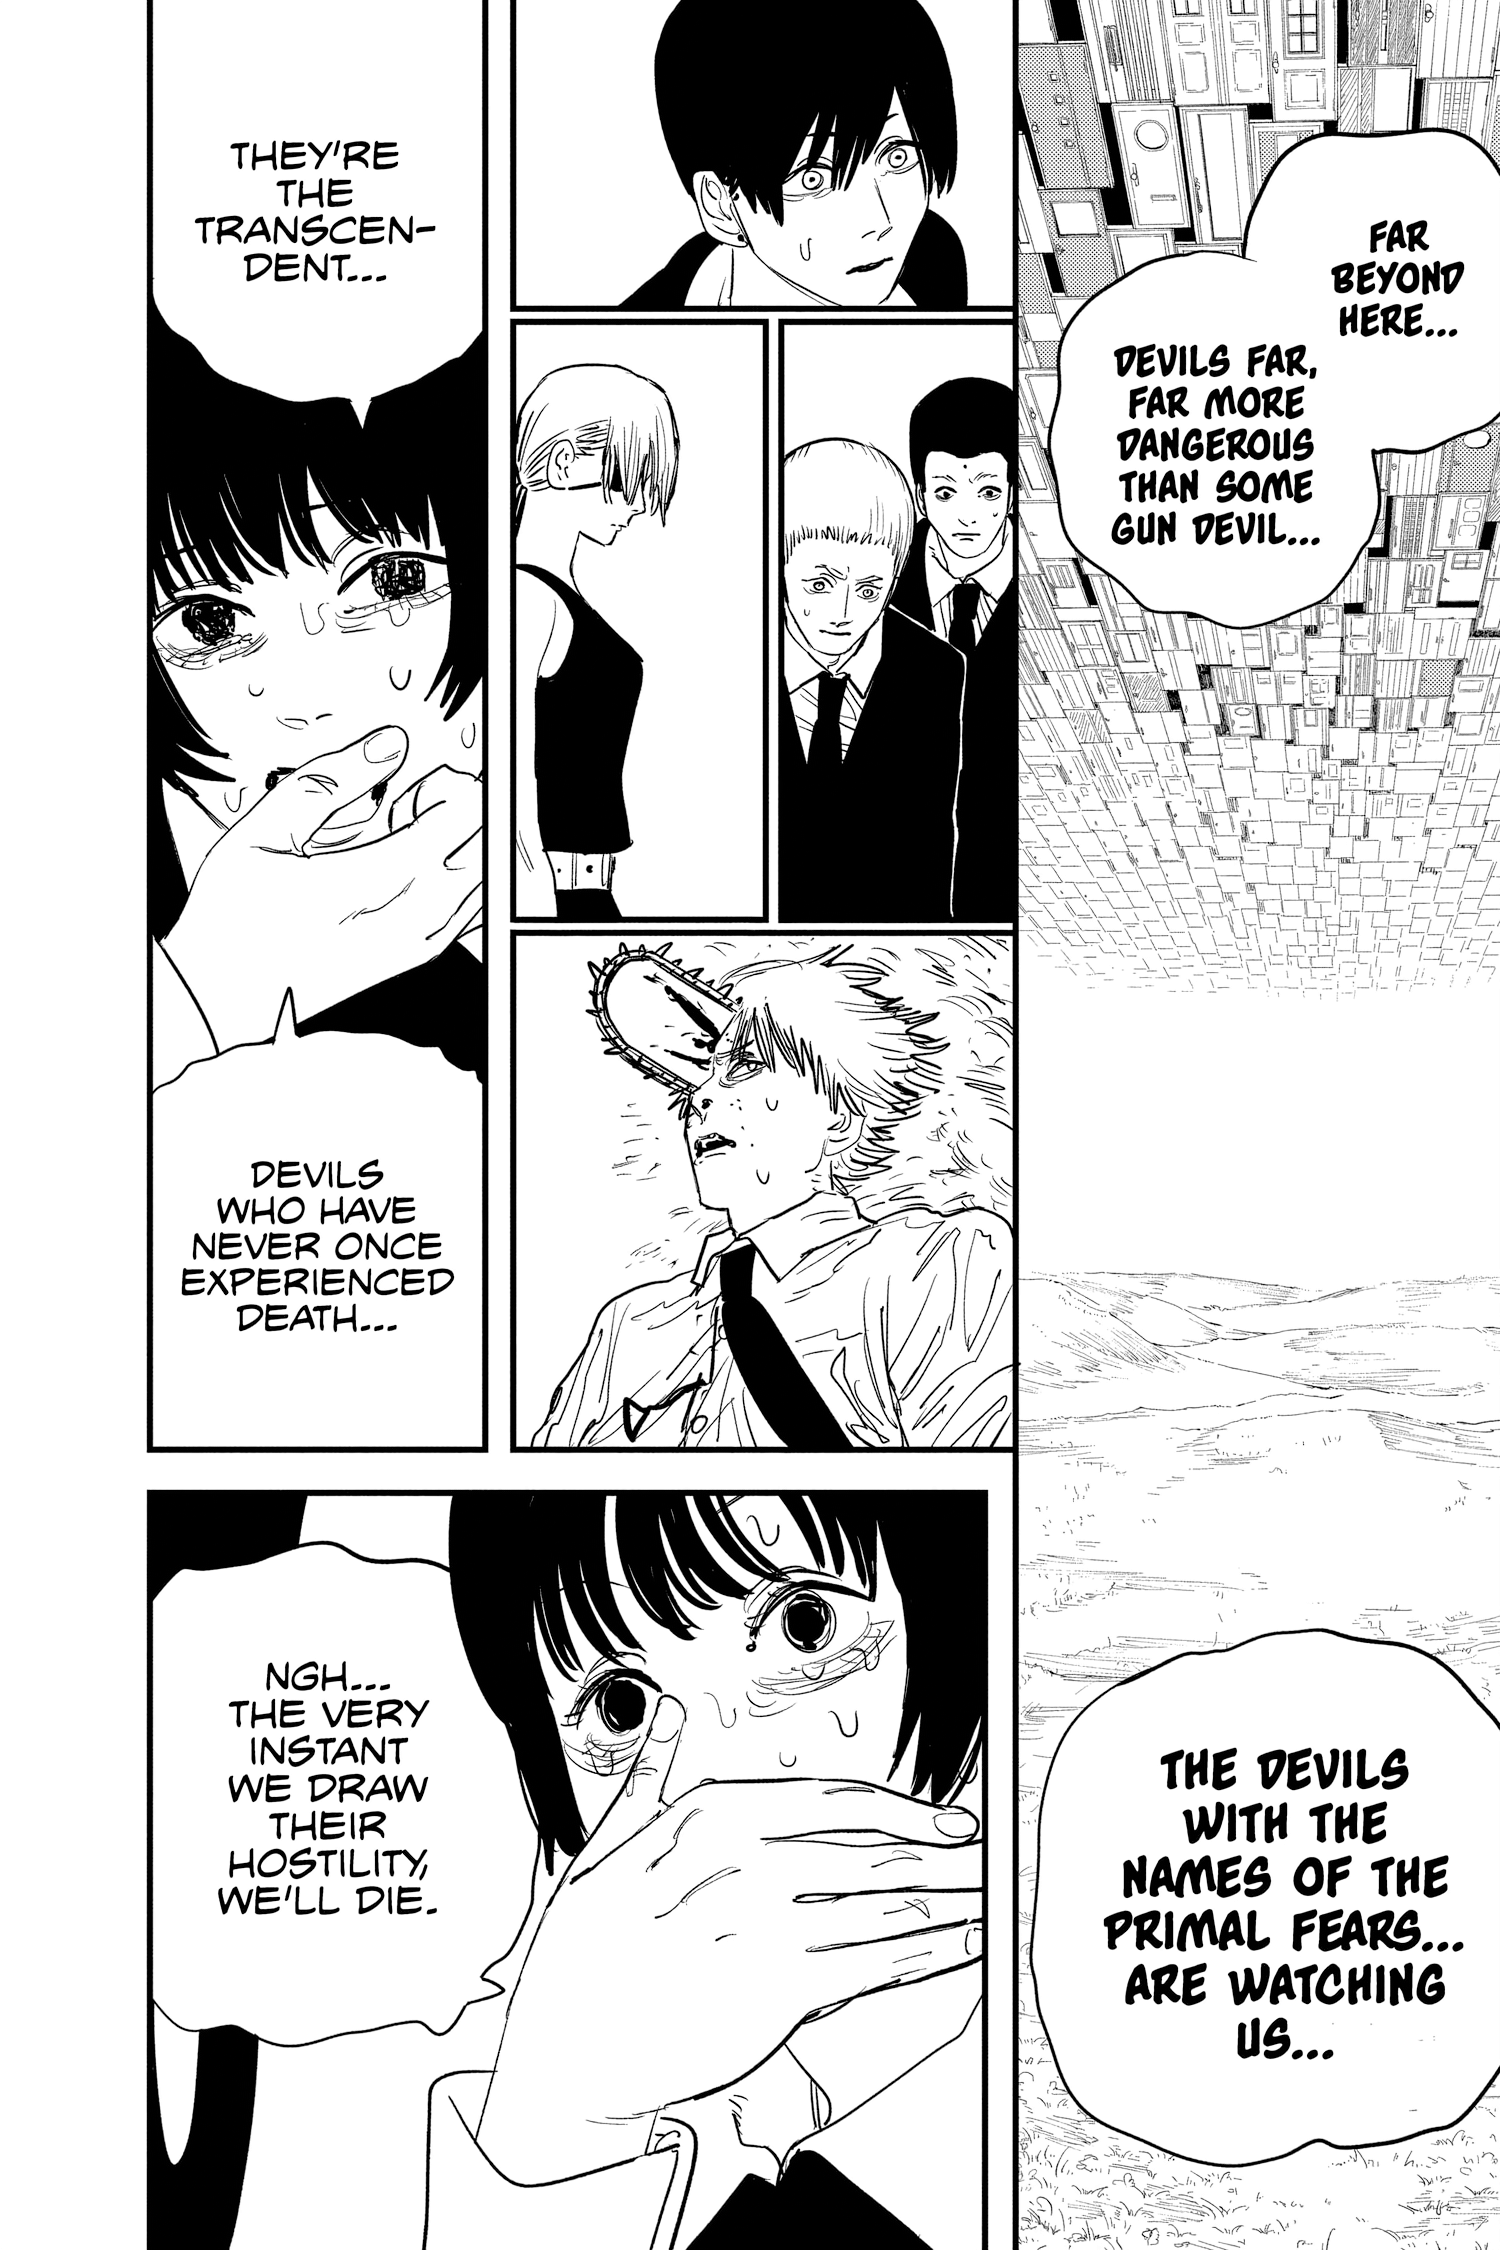 FAR
BEYOND
HERE...
DEVILS FAR,
FAR MORE
DANGEROUS
THAN SOME
GUN DEVIL...
THE DEVILS
WITH THE
NAMES OF THE
PRIMAL FEARS...
ARE WATCHING
US...
THEY'RE
THE
TRANSCEN-
DENT...
DEVILS
WHO HAVE
NEVER ONCE
EXPERIENCED
DEATH...
NGH...
THE VERY
INSTANT
WE DRAW
THEIR
HOSTILITY,
WE'LL DIE.